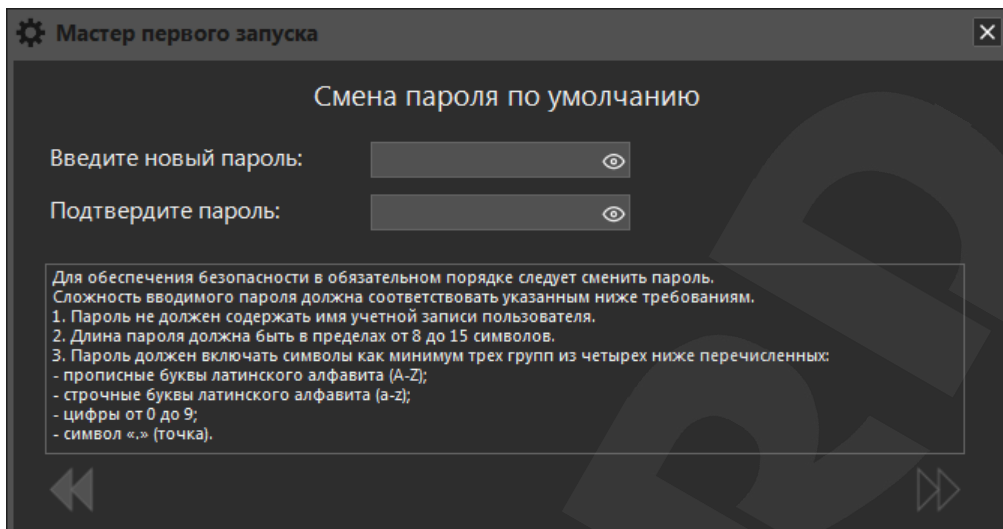 Мастер первого запуска
Смена пароля по умолчанию
Введите новый пароль:
Подтвердите пароль:
Для обеспечения безопасности в обязательном порядке следует сменить пароль.
Сложность вводимого пароля должна соответствовать указанным ниже требованиям.
1. Пароль не должен содержать имя учетной записи пользователя.
2. Длина пароля должна быть в пределах от 8 до 15 символов.
3. Пароль должен включать символы как минимум трех групп из четырех ниже перечисленных:
- прописные буквы латинского алфавита (A-Z);
- строчные буквы латинского алфавита (a-z);
- цифры от 0 до 9;
- символ «.» (точка).